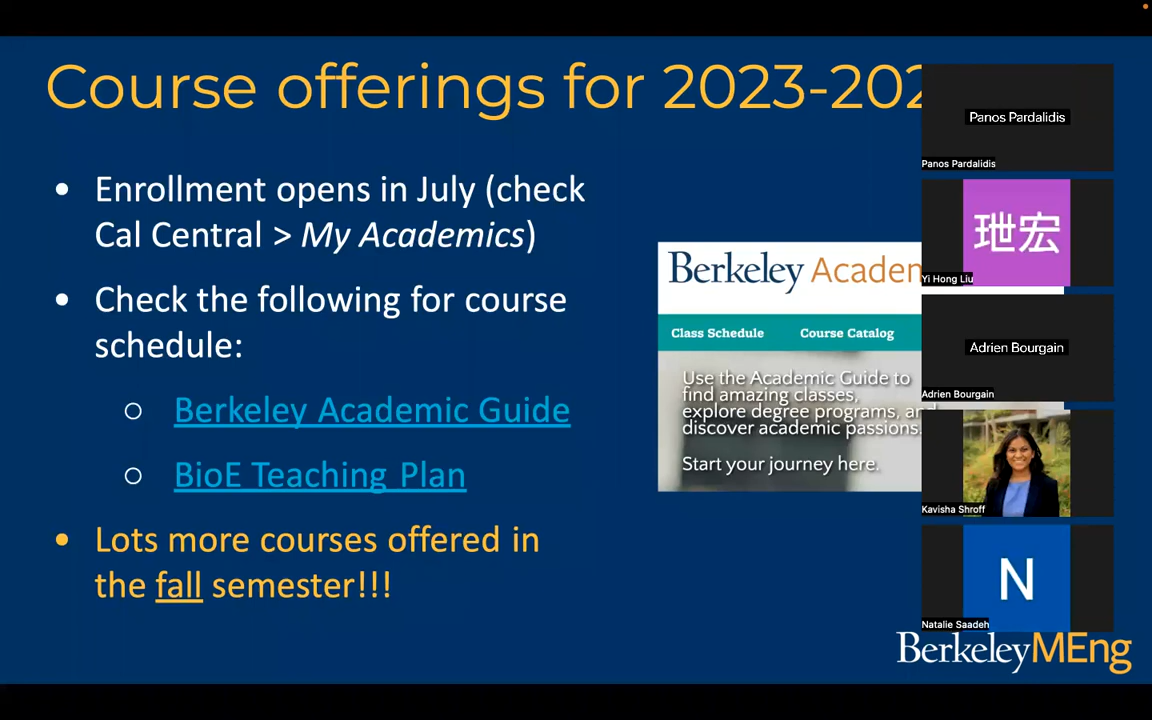 Course offerings for 2023-202
Enrollment opens in July (check
Cal Central > My Academics)
Check the following for course
schedule:
Berkeley Academic Guide
BioE Teaching Plan
Lots more courses offered in
the fall semester!!!
Berkeley Academ
Class Schedule
Course Catalog
Use the Academic Guide to
find amazing classes,
explore degree programs, and
discover academic passions.
Start your journey here.
Panos Pardalidis
Panos Pardalidis
玴宏
Yi Hong Liu
Adrien Bourgain
Adrien Bourgain
Kavisha Shroff
N
Natalie Saadeh
BerkeleyMEng